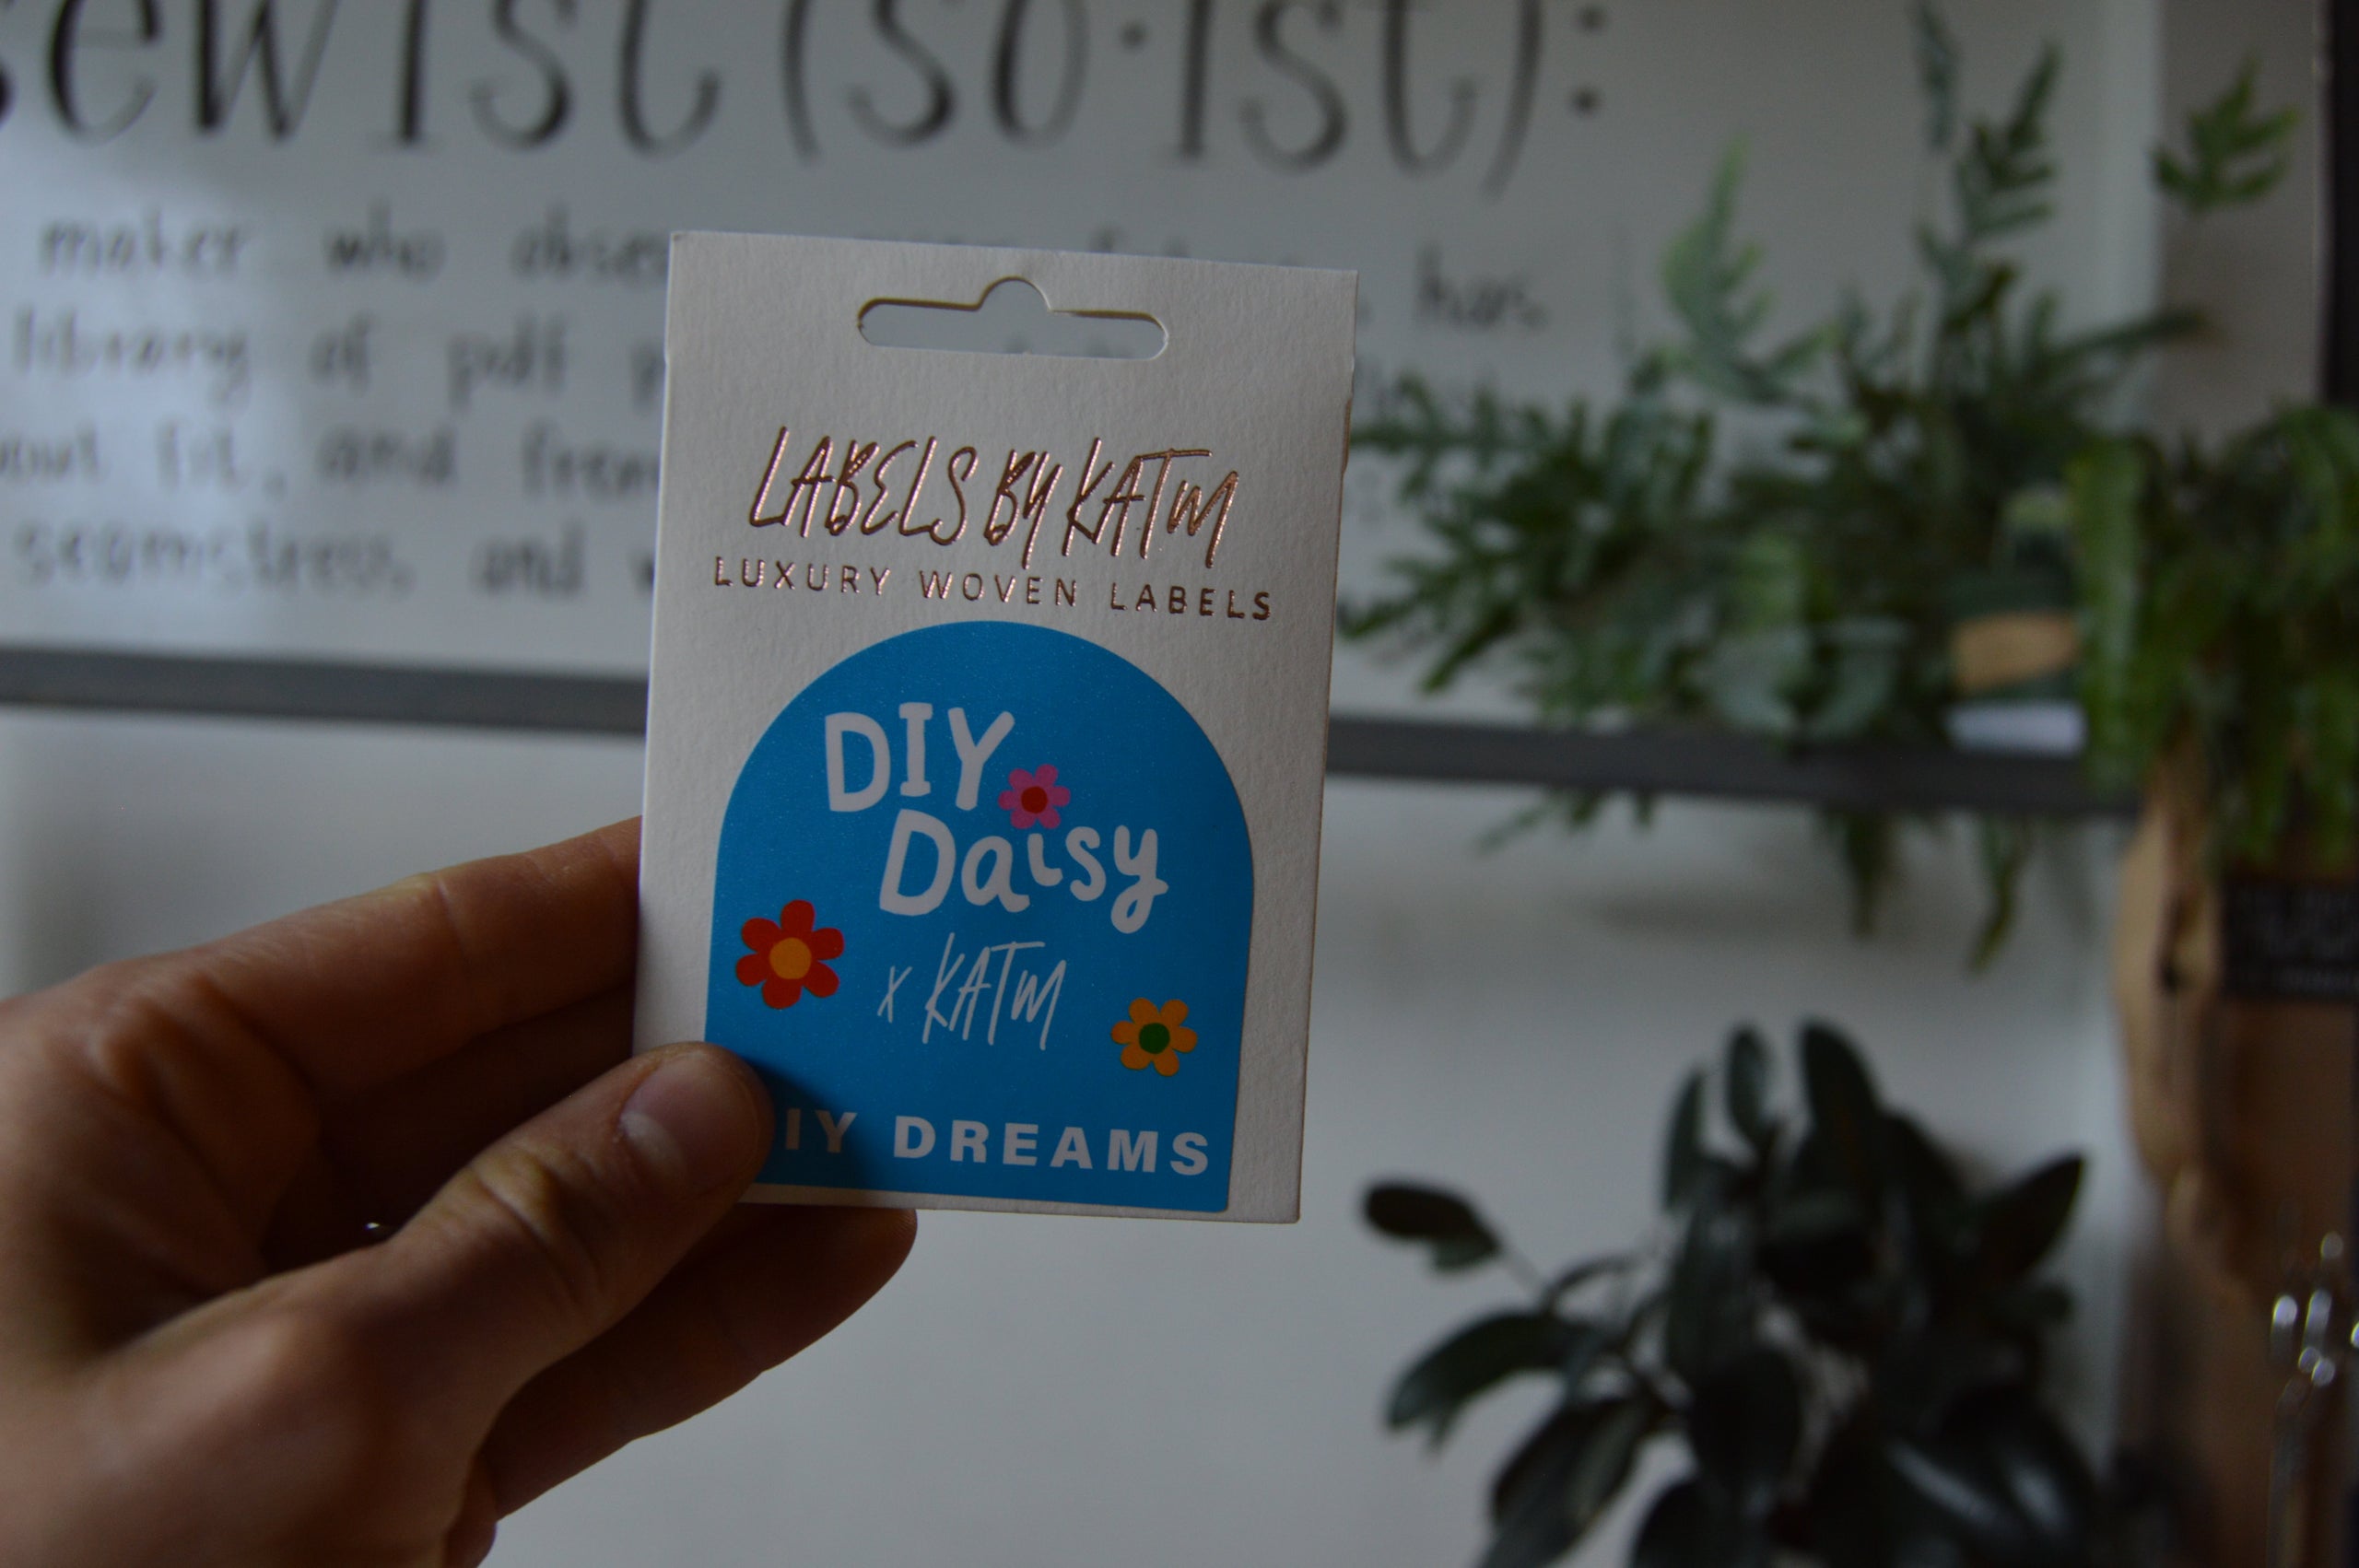 sewist (so·ist):
maker who has
library of pdf
fit, and
seamstress, and
LABELS BY KATM
LUXURY WOVEN LABELS
DIY
Daisy
x KATM
IY DREAMS